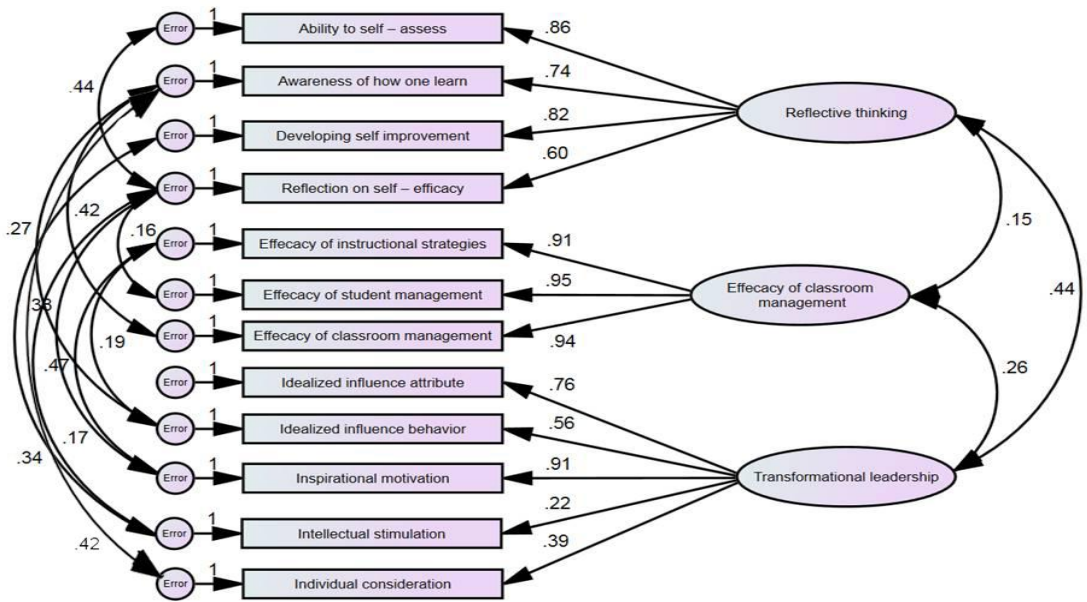 Error 1 Ability to self – assess .86
Error 1 Awareness of how one learn .74
.44
Reflective thinking
Error 1 Developing self improvement .82
.60
Error 1 Reflection on self – efficacy
.27 .42 .16
.15
Error 1 Effecacy of instructional strategies .91
Error 1 Effecacy of student management .95
Effecacy of classroom
management
.44
.38
Error 1 Effecacy of classroom management .94
.19
.47
.26
Error 1 Idealized influence attribute .76
Error 1 Idealized influence behavior .56
.34 .17
Error 1 Inspirational motivation .91
Transformational leadership
Error 1 Intellectual stimulation .22
.42
.39
Error 1 Individual consideration